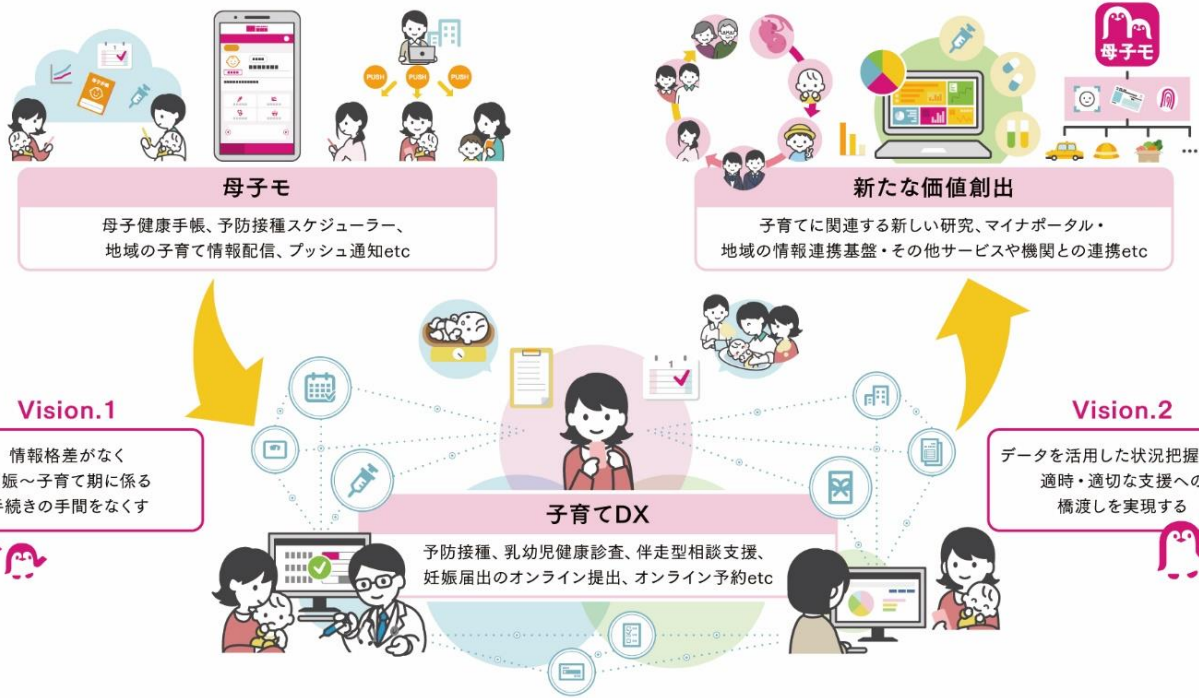 PUSH
PUSH
PUSH
母子モ
母子モ
母子健康手帳、予防接種スケジューラー、
地域の子育て情報配信、プッシュ通知etc
新たな価値創出
子育てに関連する新しい研究、マイナポータル・
地域の情報連携基盤・その他サービスや機関との連携etc
...
Vision.1
情報格差がなく
娠～子育て期に係る
続きの手間をなくす
1
Vision.2
データを活用した状況把握
適時・適切な支援への
橋渡しを実現する
子育てDX
予防接種、乳幼児健康診査、伴走型相談支援、
妊娠届出のオンライン提出、オンライン予約etc